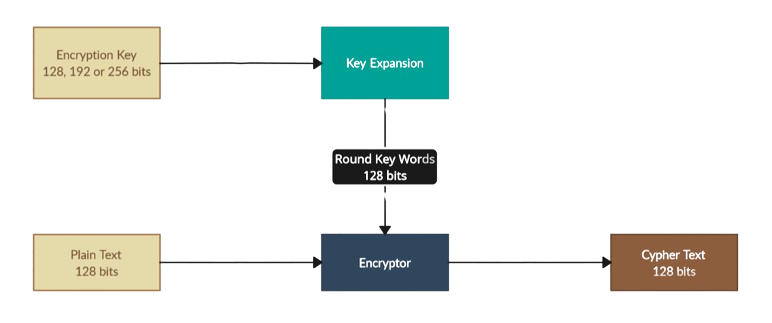 Encryption Key
128, 192 or 256 bits
Key Expansion
Round Key Words
128 bits
Plain Text
128 bits
Encryptor
Cypher Text
128 bits